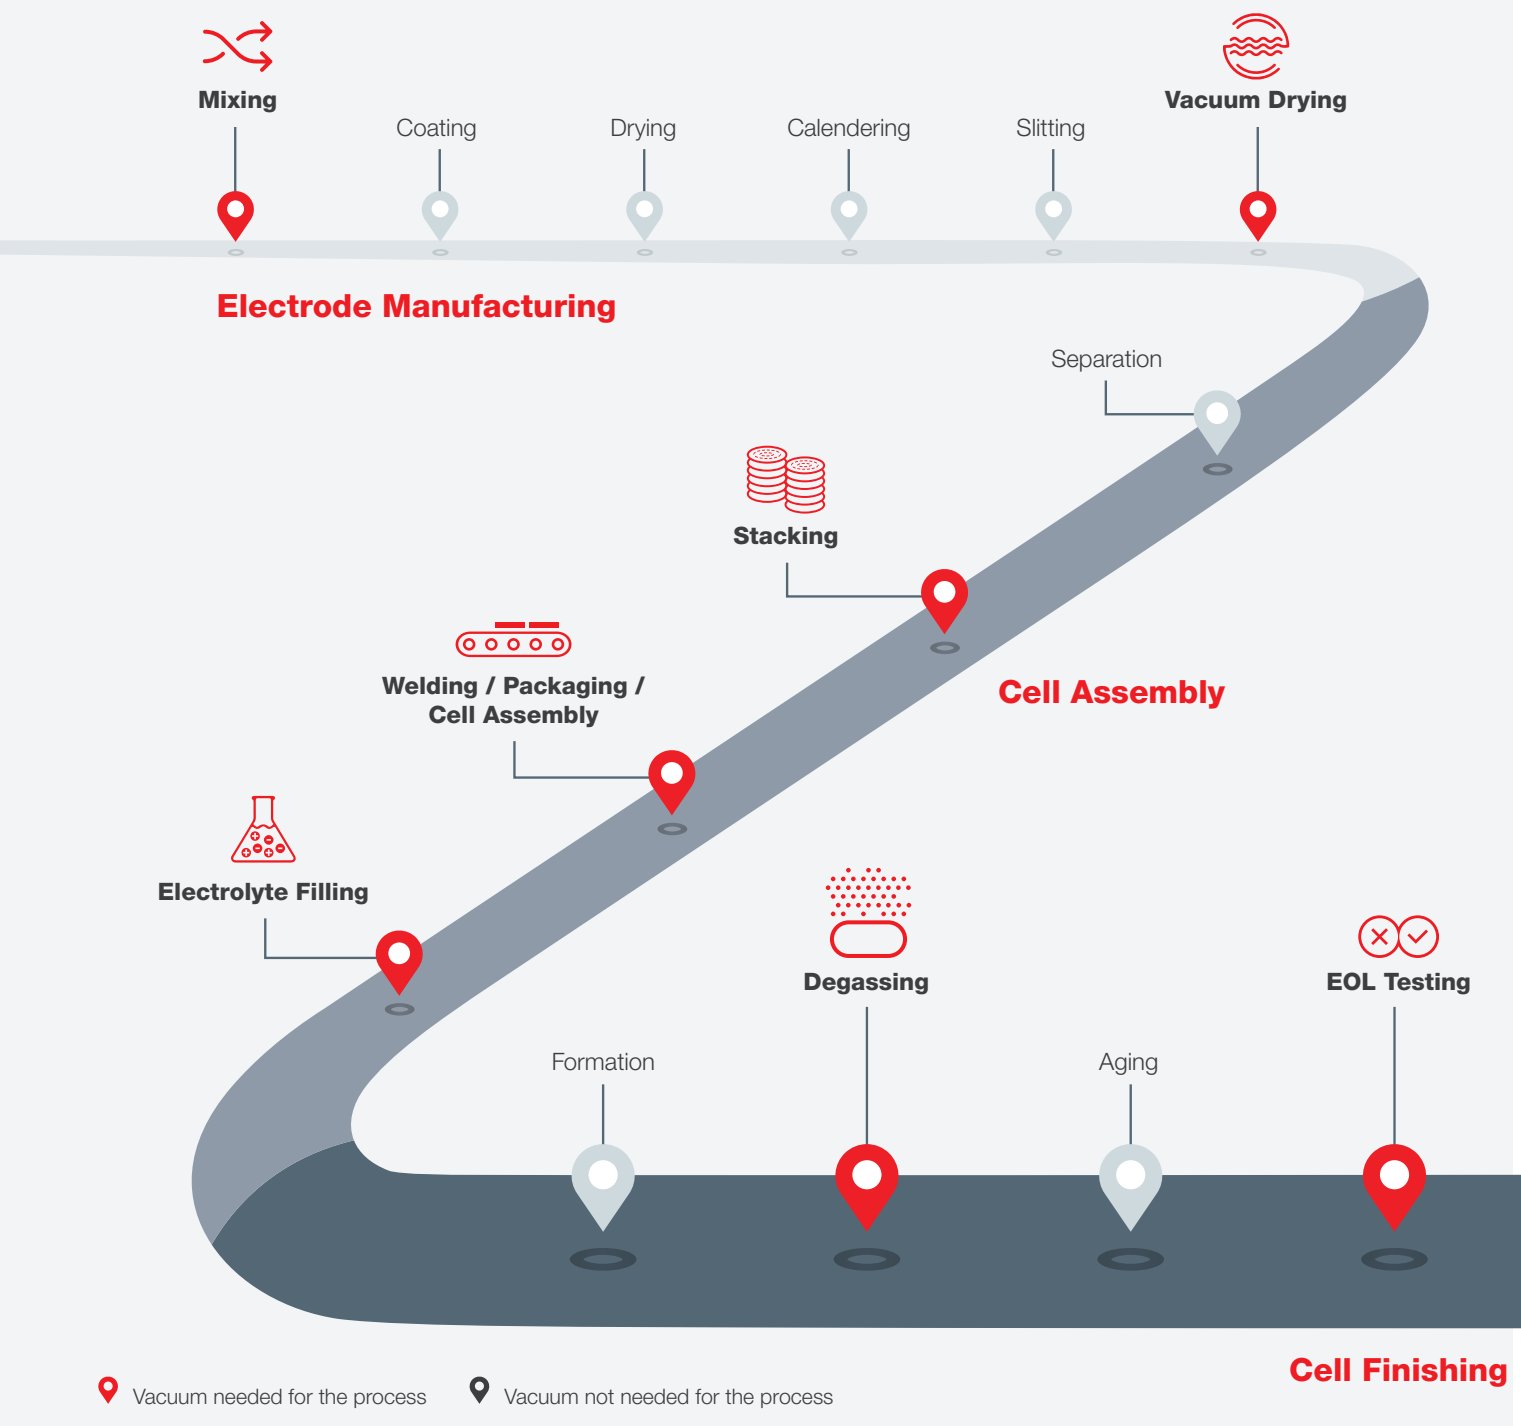 Mixing
Coating
Drying
Calendering
Slitting
Vacuum Drying
Electrode Manufacturing
Separation
Stacking
Cell Assembly
Welding / Packaging /
Cell Assembly
Electrolyte Filling
Formation
Degassing
Aging
EOL Testing
Cell Finishing
Vacuum needed for the process
Vacuum not needed for the process